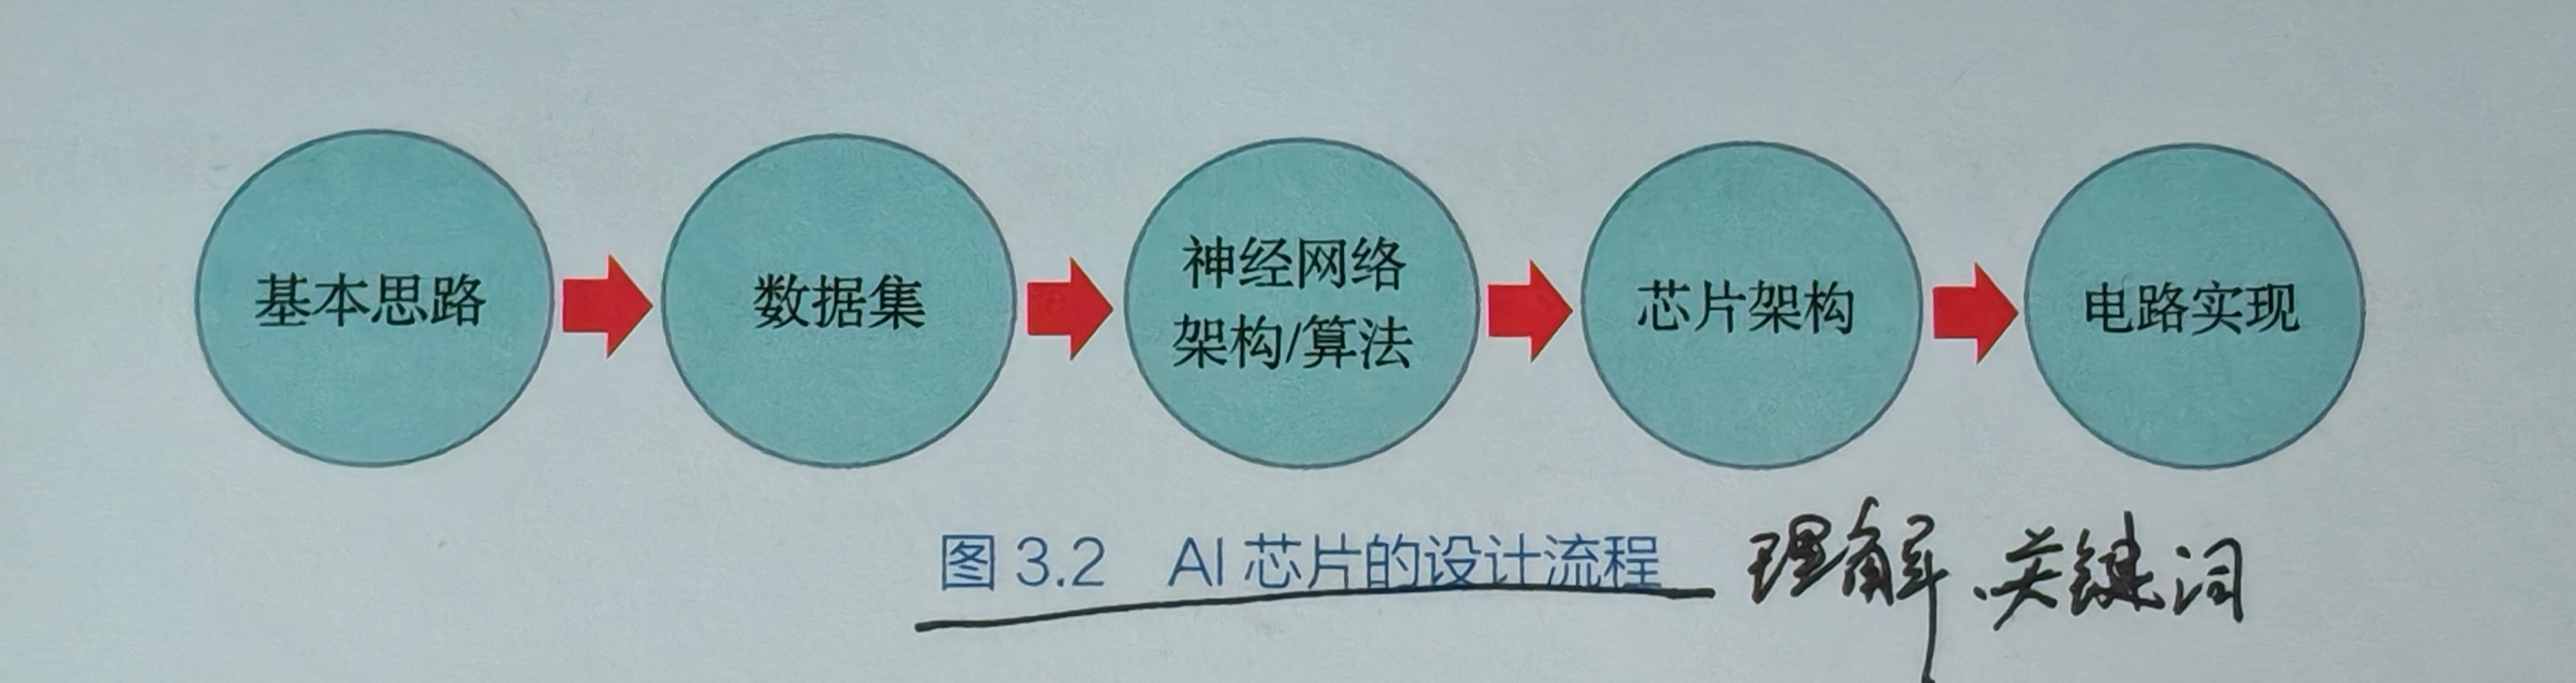 基本思路
数据集
神经网络
架构/算法
芯片架构
电路实现
图 3.2 AI 芯片的设计流程
理解、关键词